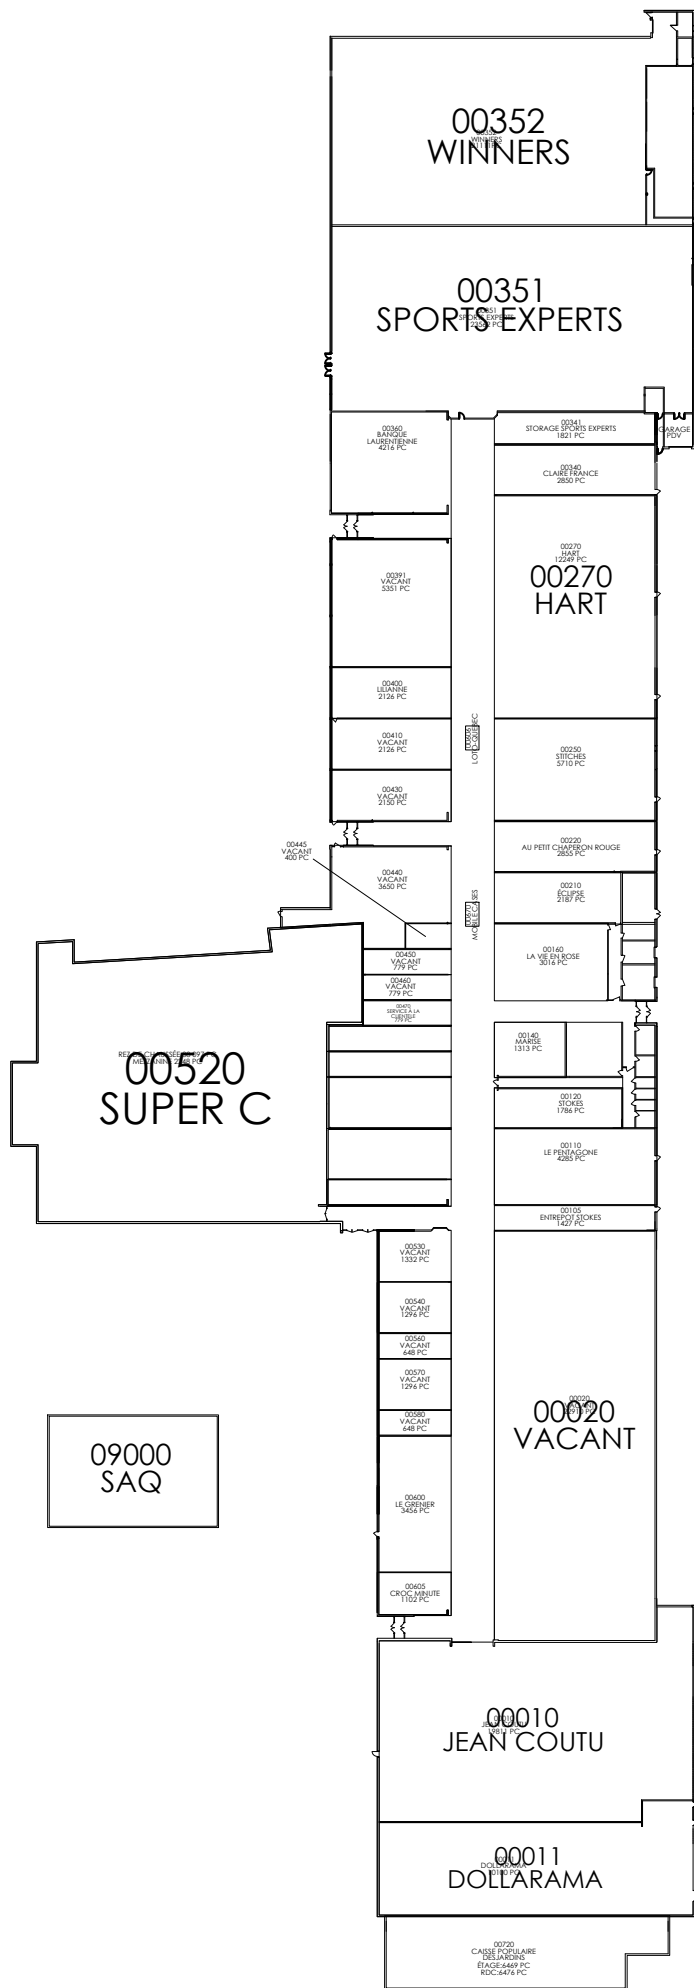 00352
WINNERS
00351
SPORTS EXPERTS
00360
BANQUE
LAURENTIENNE
4216 PC
00341
STORAGE SPORTS EXPERTS
1821 PC
GARAGE
PDV
00340
CLAIRE FRANCE
2850 PC
00270
HART
12249 PC
00270
HART
00391
VACANT
5351 PC
00400
LILIANNE
2126 PC
00410
VACANT
2126 PC
00430
VACANT
2150 PC
LOTO-QUÉBEC
00250
STITCHES
5710 PC
00220
AU PETIT CHAPERON ROUGE
2855 PC
00445
VACANT
400 PC
00440
VACANT
3650 PC
00670
MOBILE CASES
00210
ÉCLIPSE
2187 PC
00160
LA VIE EN ROSE
3016 PC
00450
VACANT
779 PC
00460
VACANT
779 PC
00470
SERVICE À LA
CLIENTÈLE
779 PC
00140
MARISE
1313 PC
00520
SUPER C
00120
STOKES
1786 PC
00110
LE PENTAGONE
4285 PC
00105
ENTREPOT STOKES
1427 PC
00530
VACANT
1332 PC
00540
VACANT
1296 PC
00560
VACANT
648 PC
00570
VACANT
1296 PC
00580
VACANT
648 PC
00020
VACANT
09000
SAQ
00600
LE GRENIER
3456 PC
00605
CROC MINUTE
1102 PC
00010
JEAN COUTU
00011
DOLLARAMA
00720
CAISSE POPULAIRE
DESJARDINS
ÉTAGE:6469 PC
RDC:6476 PC